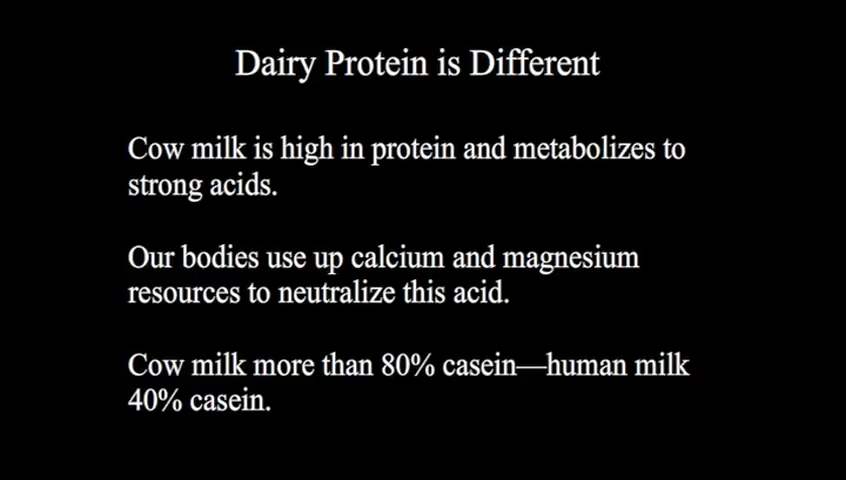 Dairy Protein is Different
Cow milk is high in protein and metabolizes to
strong acids.
Our bodies use up calcium and magnesium
resources to neutralize this acid.
Cow milk more than 80% casein—human milk
40% casein.